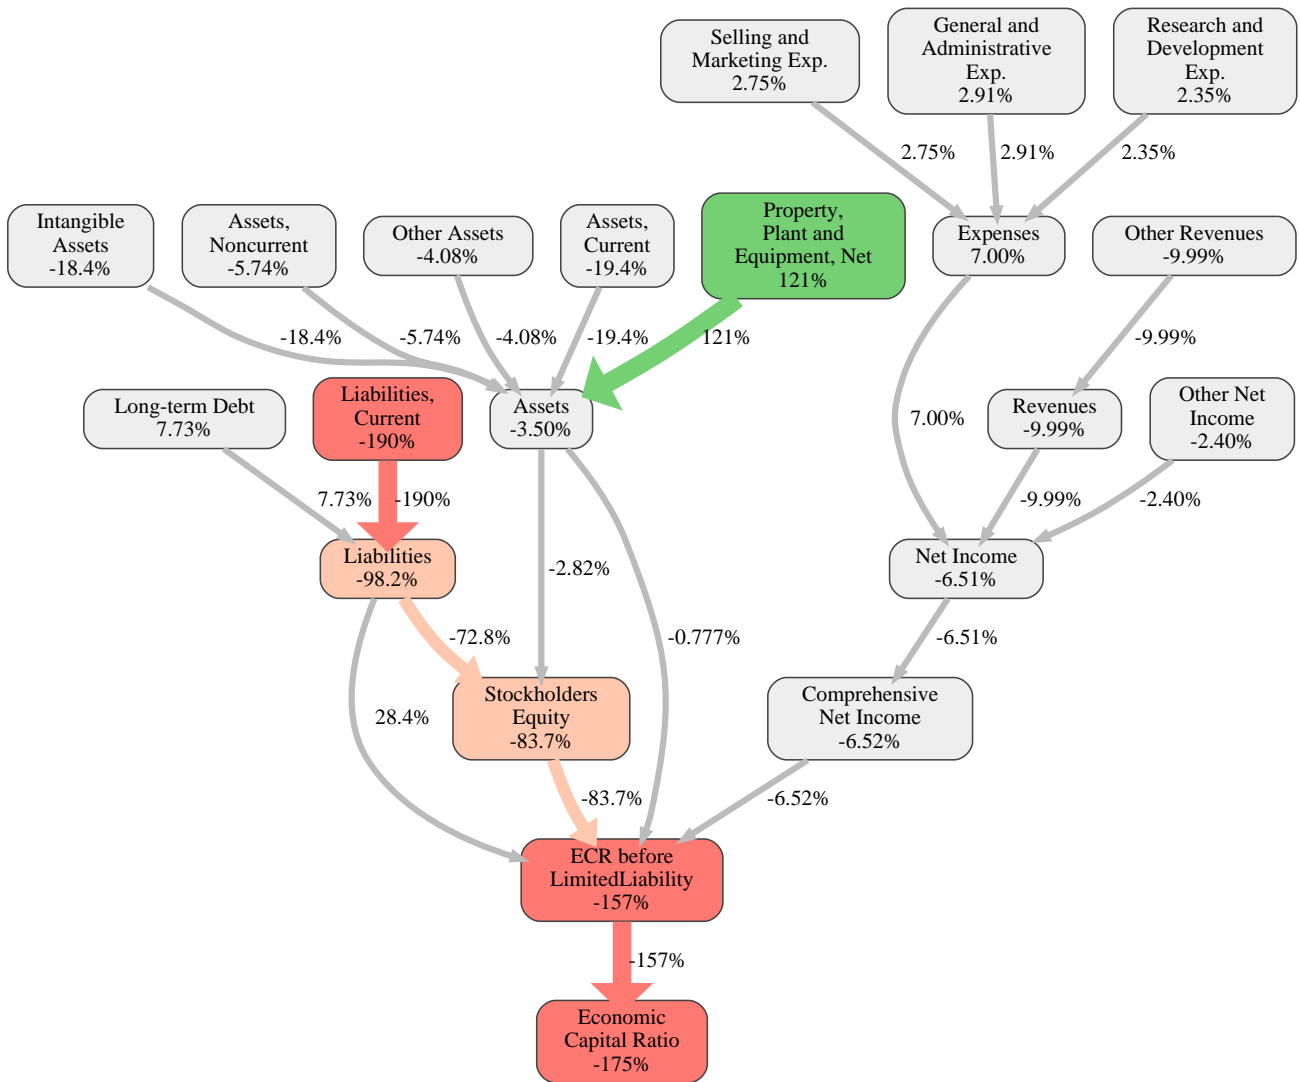 Selling and
Marketing Exp.
2.75%
General and
Administrative
Exp.
2.91%
Research and
Development
Exp.
2.35%
2.75%
2.91%
2.35%
Intangible
Assets
-18.4%
Assets,
Noncurrent
-5.74%
Other Assets
-4.08%
Assets,
Current
-19.4%
Property,
Plant and
Equipment, Net
121%
Expenses
7.00%
Other Revenues
-9.99%
-18.4%
-5.74%
-4.08%
-19.4%
121%
-9.99%
Long-term Debt
7.73%
Liabilities,
Current
-190%
Assets
-3.50%
7.00%
Revenues
-9.99%
Other Net
Income
-2.40%
7.73%
-190%
-9.99%
-2.40%
Liabilities
-98.2%
-2.82%
Net Income
-6.51%
-72.8%
-0.777%
-6.51%
28.4%
Stockholders
Equity
-83.7%
Comprehensive
Net Income
-6.52%
-83.7%
-6.52%
ECR before
LimitedLiability
-157%
-157%
Economic
Capital Ratio
-175%